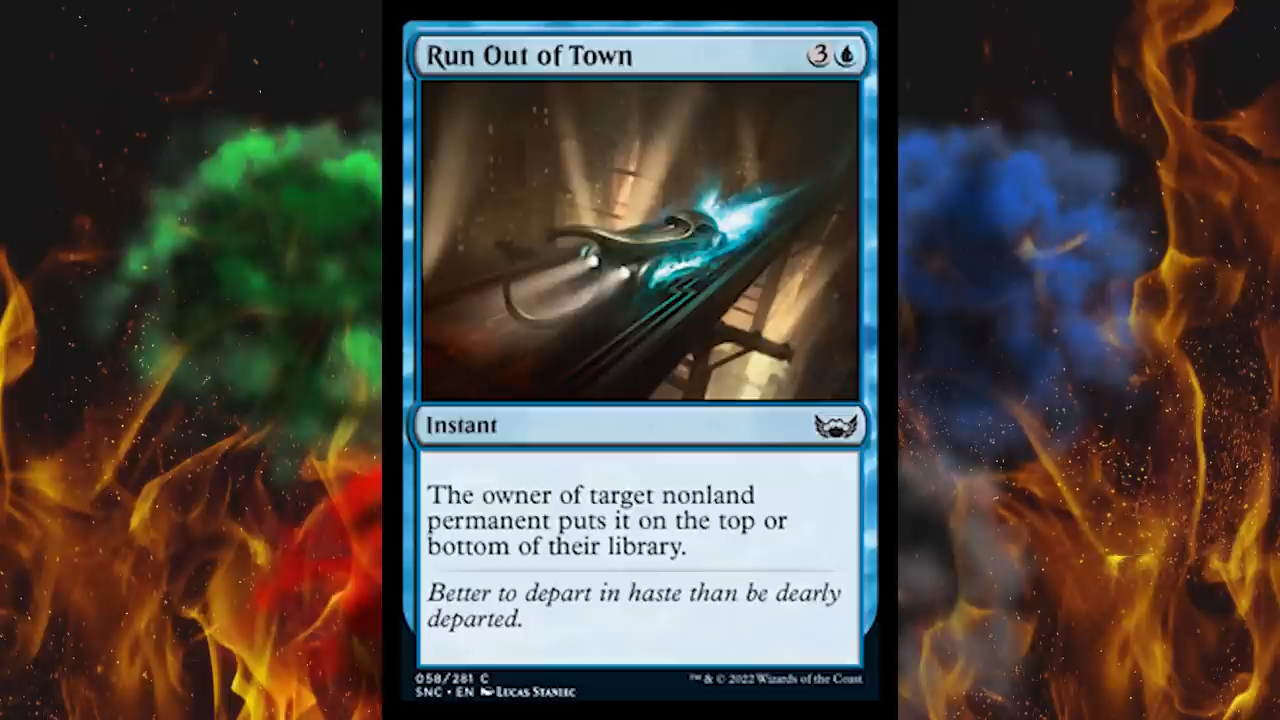 Run Out of Town 3
Instant
The owner of target nonland
permanent puts it on the top or
bottom of their library.
Better to depart in haste than be dearly
departed.
058/281 C
SNC • EN LUCAS STANIEC
™ & © 2022 Wizards of the Coast